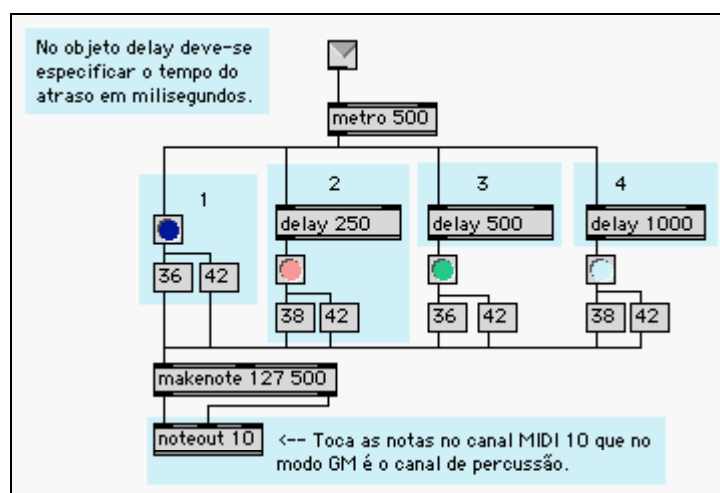 No objeto delay deve-se
especificar o tempo do
atraso em milisegundos.
metro 500
1
2
3
4
delay 250
delay 500
delay 1000
36
42
38
42
36
42
38
42
makenote 127 500
noteout 10
<-- Toca as notas no canal MIDI 10 que no
modo GM é o canal de percussão.